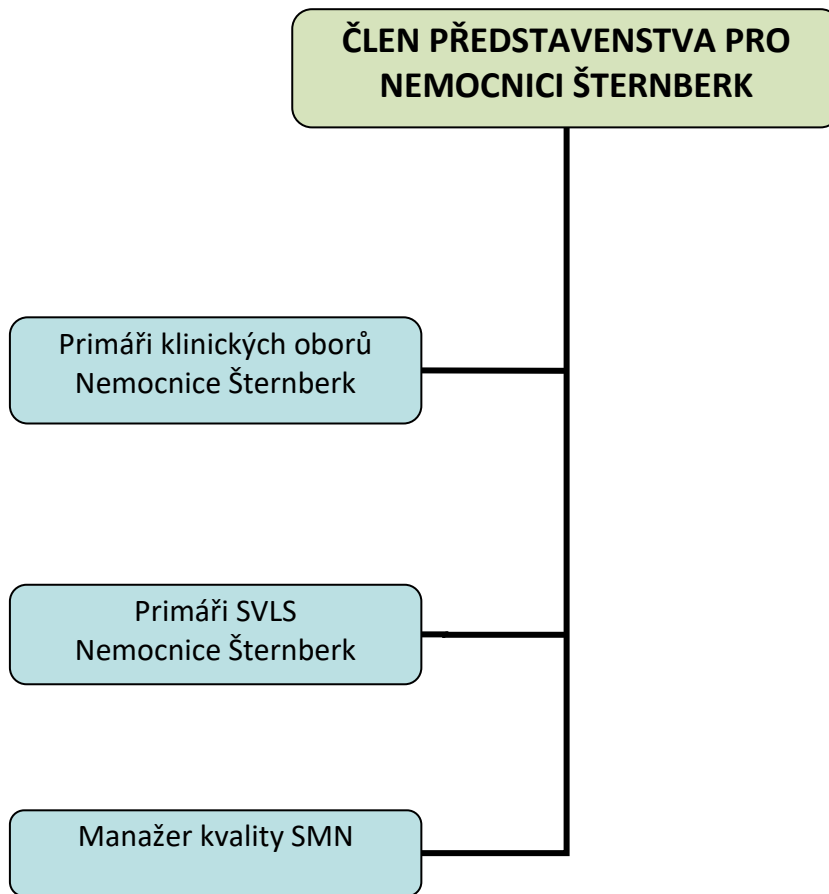 ČLEN PŘEDSTAVENSTVA PRO
NEMOCNICI ŠTERNBERK
Primáři klinických oborů
Nemocnice Šternberk
Primáři SVLS
Nemocnice Šternberk
Manažer kvality SMN